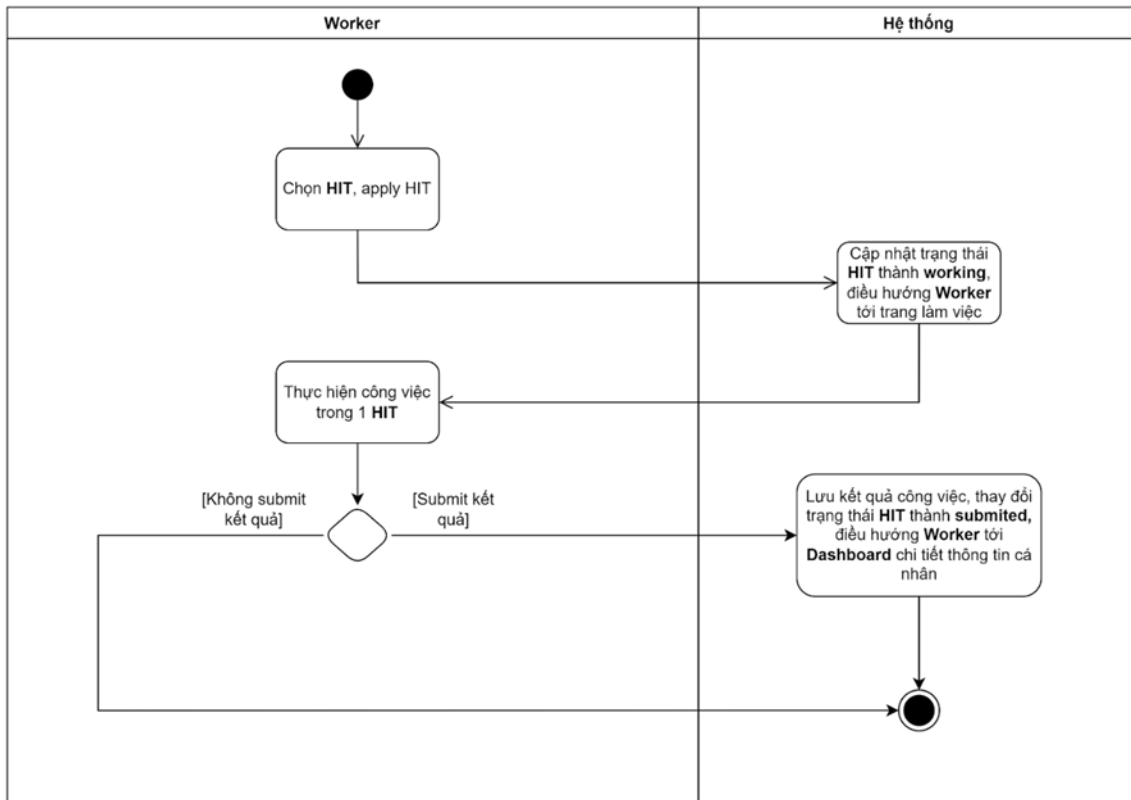 Worker
Hệ thống
Chọn HIT, apply HIT
Cập nhật trạng thái
HIT thành working,
điều hướng Worker
tới trang làm việc
Thực hiện công việc
trong 1 HIT
[Không submit
kết quả]
[Submit kết
quả]
Lưu kết quả công việc, thay đổi
trạng thái HIT thành submited,
điều hướng Worker tới
Dashboard chi tiết thông tin cá
nhân